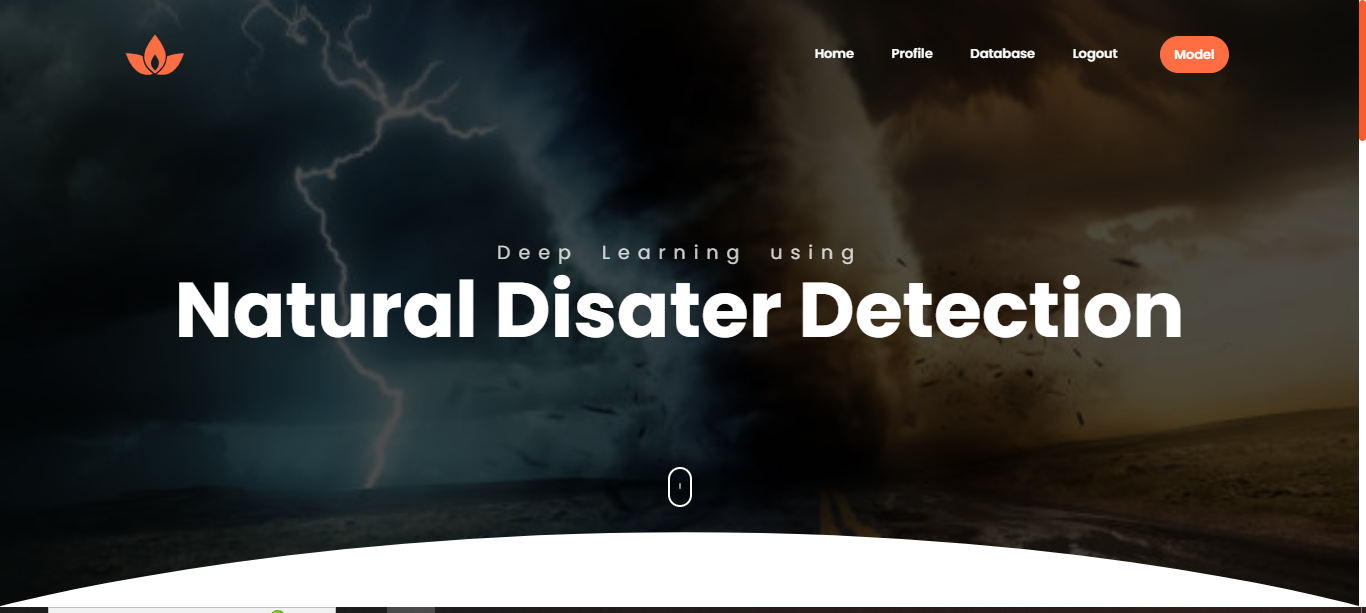 Home Profile Database Logout Model
Deep Learning using
Natural Disater Detection